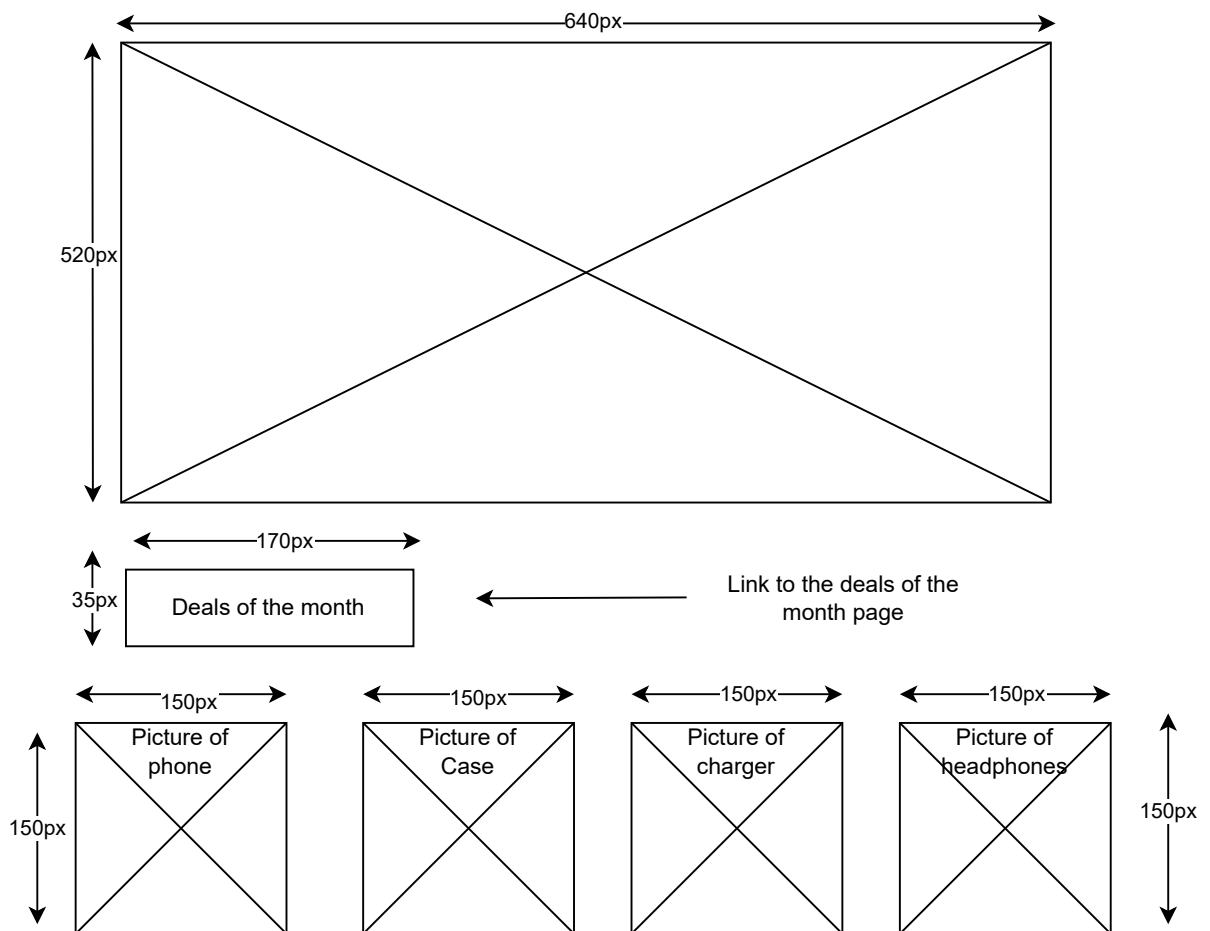 640px
520px
170px
35px
Deals of the month
Link to the deals of the
month page
150px
150px
150px
150px
Picture of
phone
Picture of
Case
Picture of
charger
Picture of
headphones
150px
150px